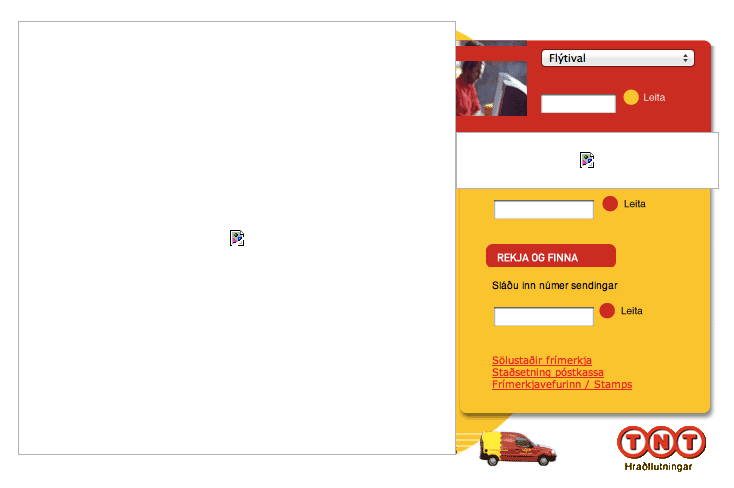 Flýtival
Leita
Leita
REKJA OG FINNA
Sláðu inn númer sendingar
Leita
Sölustaðir frímerkja
Staðsetning póstkassa
Frímerkjavefurinn / Stamps
TNT
Hraðflutningar